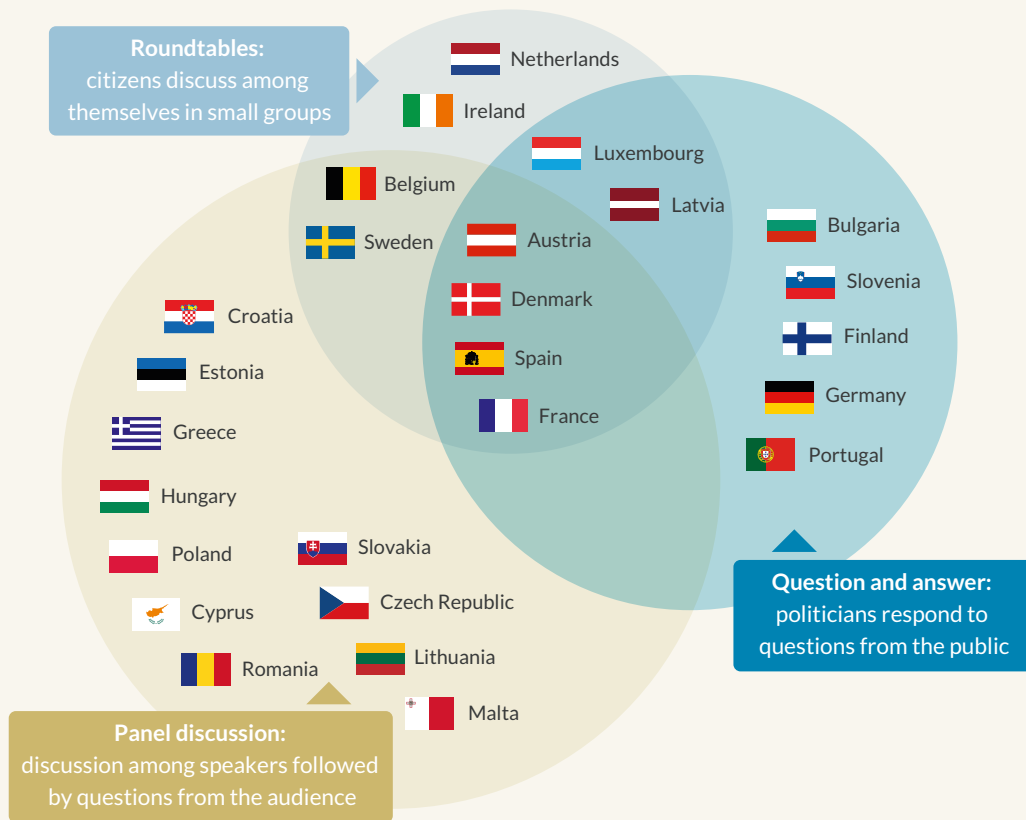 Roundtables:
citizens discuss among
themselves in small groups
Netherlands
Ireland
Luxembourg
Belgium
Latvia
Sweden
Austria
Bulgaria
Denmark
Slovenia
Croatia
Finland
Spain
Estonia
Germany
France
Greece
Portugal
Hungary
Poland
Slovakia
Cyprus
Czech Republic
Romania
Lithuania
Malta
Question and answer:
politicians respond to
questions from the public
Panel discussion:
discussion among speakers followed
by questions from the audience